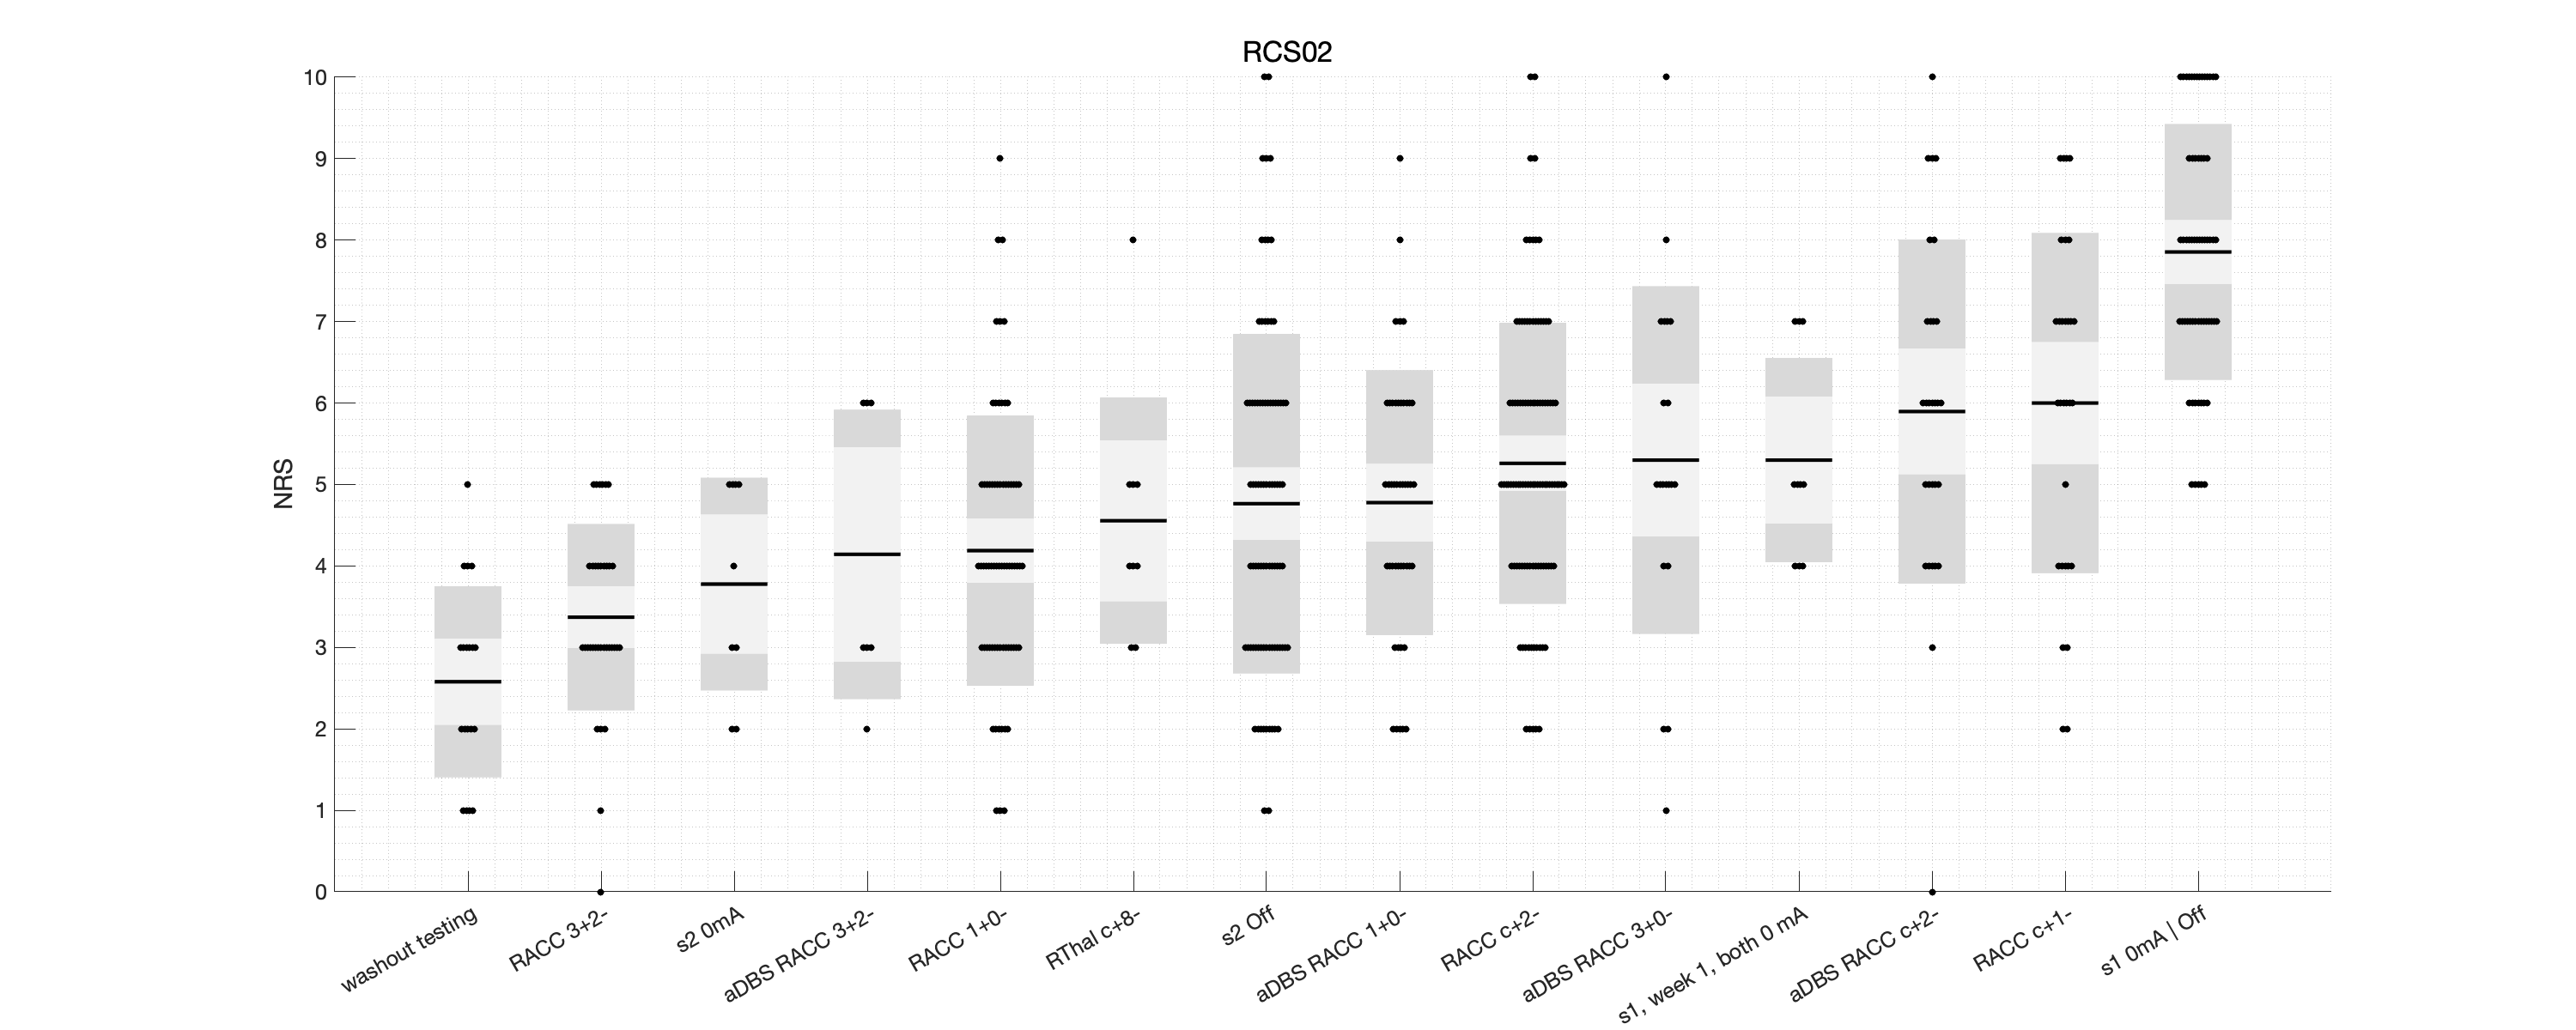 RCS02
10
9
8
7
6
5
4
3
2
1
0
NRS
washout testing
RACC 3+2-
s2 0mA
aDBS RACC 3+2-
RACC 1+0-
RThal c+8-
s2 Off
aDBS RACC 1+0-
RACC c+2-
aDBS RACC 3+0-
s1, week 1, both 0 mA
aDBS RACC c+2-
RACC c+1-
s1 0mA | Off